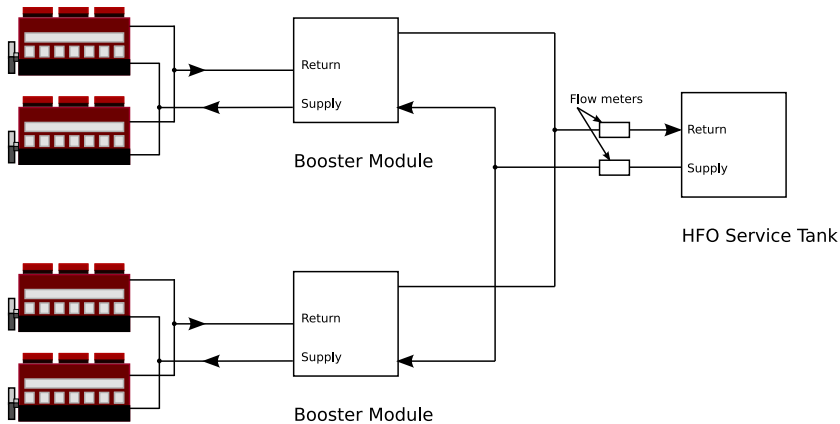 Return
Supply
Booster Module
Flow meters
Return
Supply
HFO Service Tank
Return
Supply
Booster Module